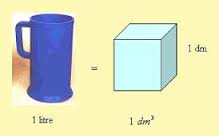 1 dm
=
1 litre
1 dm³